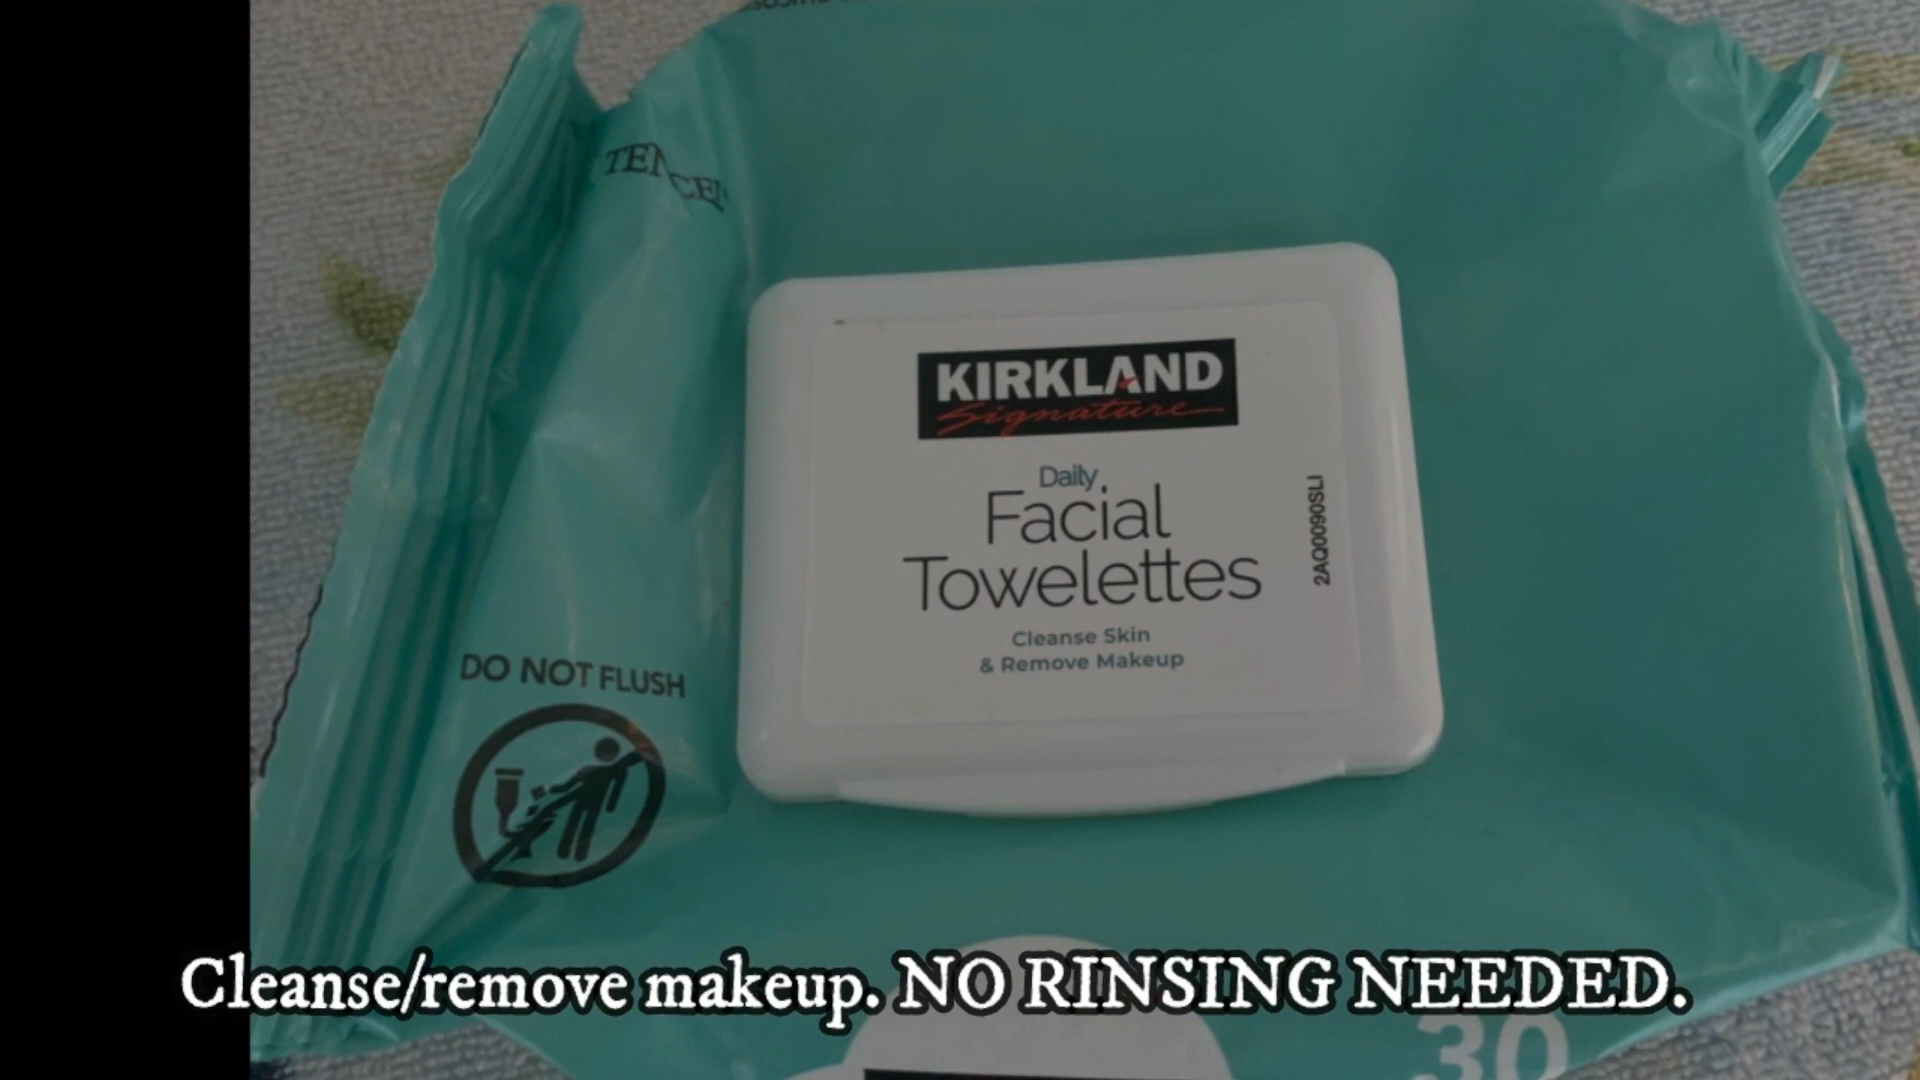 TENCEL
KIRKLAND
Signature
Daily
Facial
Towelettes
Cleanse Skin
& Remove Makeup
2AQ0090SLI
DO NOT FLUSH
Cleanse/remove makeup. NO RINSING NEEDED.
30